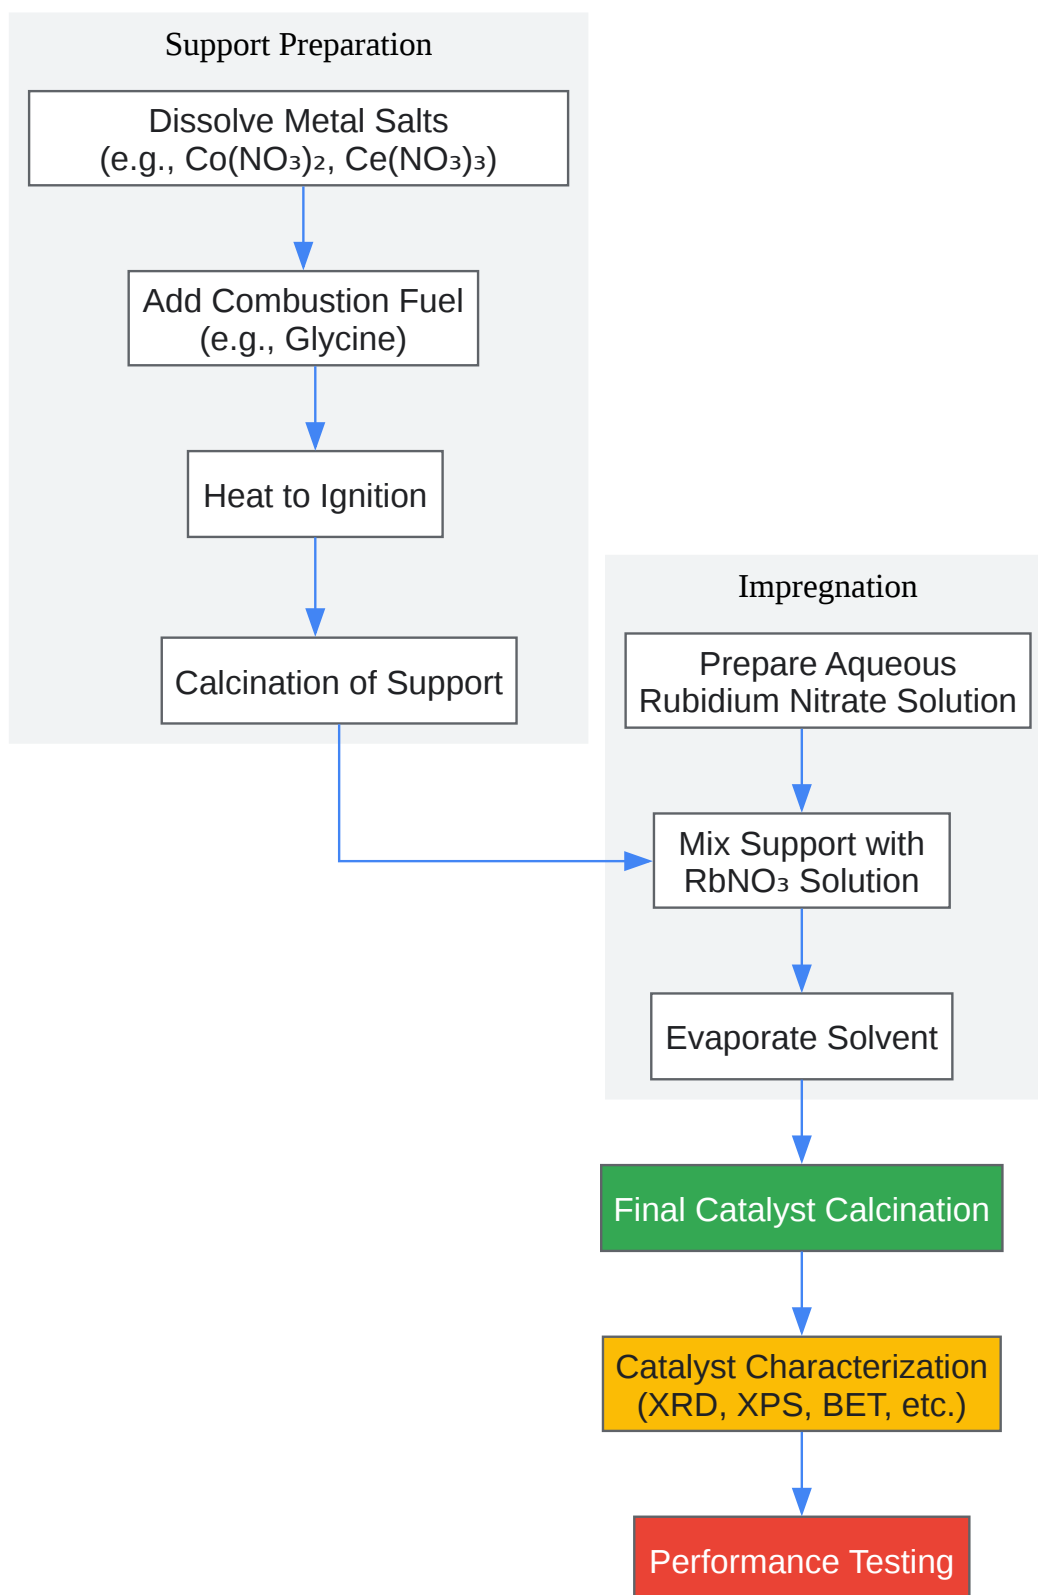 Support Preparation
Dissolve Metal Salts
(e.g., Co(NO₃)₂, Ce(NO₃)₃)
Add Combustion Fuel
(e.g., Glycine)
Heat to Ignition
Calcination of Support
Impregnation
Prepare Aqueous
Rubidium Nitrate Solution
Mix Support with
RbNO₃ Solution
Evaporate Solvent
Final Catalyst Calcination
Catalyst Characterization
(XRD, XPS, BET, etc.)
Performance Testing